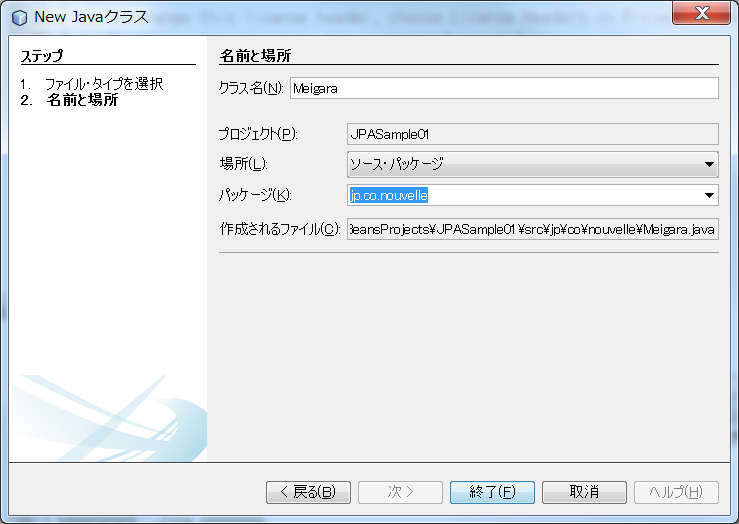 New Javaクラス
ステップ
1. ファイル・タイプを選択
2. 名前と場所
名前と場所
クラス名(N): Meigara
プロジェクト(P): JPASample01
場所(L): ソース・パッケージ
パッケージ(K): jp.co.nouvelle
作成されるファイル(C): BeansProjects¥JPASample01¥src¥jp¥co¥nouvelle¥Meigara.java
< 戻る(B) 次 > 終了(F) 取消 ヘルプ(H)